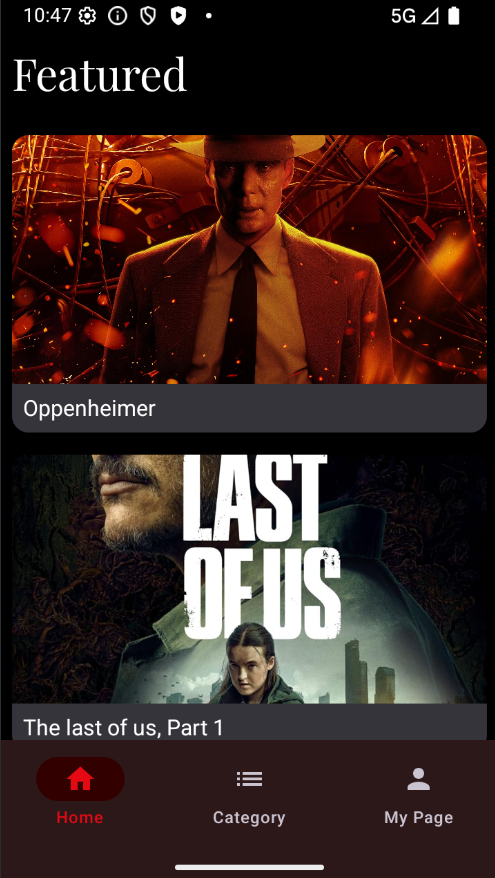 10:47
5G
Featured
Oppenheimer
LAST
OF US
The last of us, Part 1
Home
Category
My Page